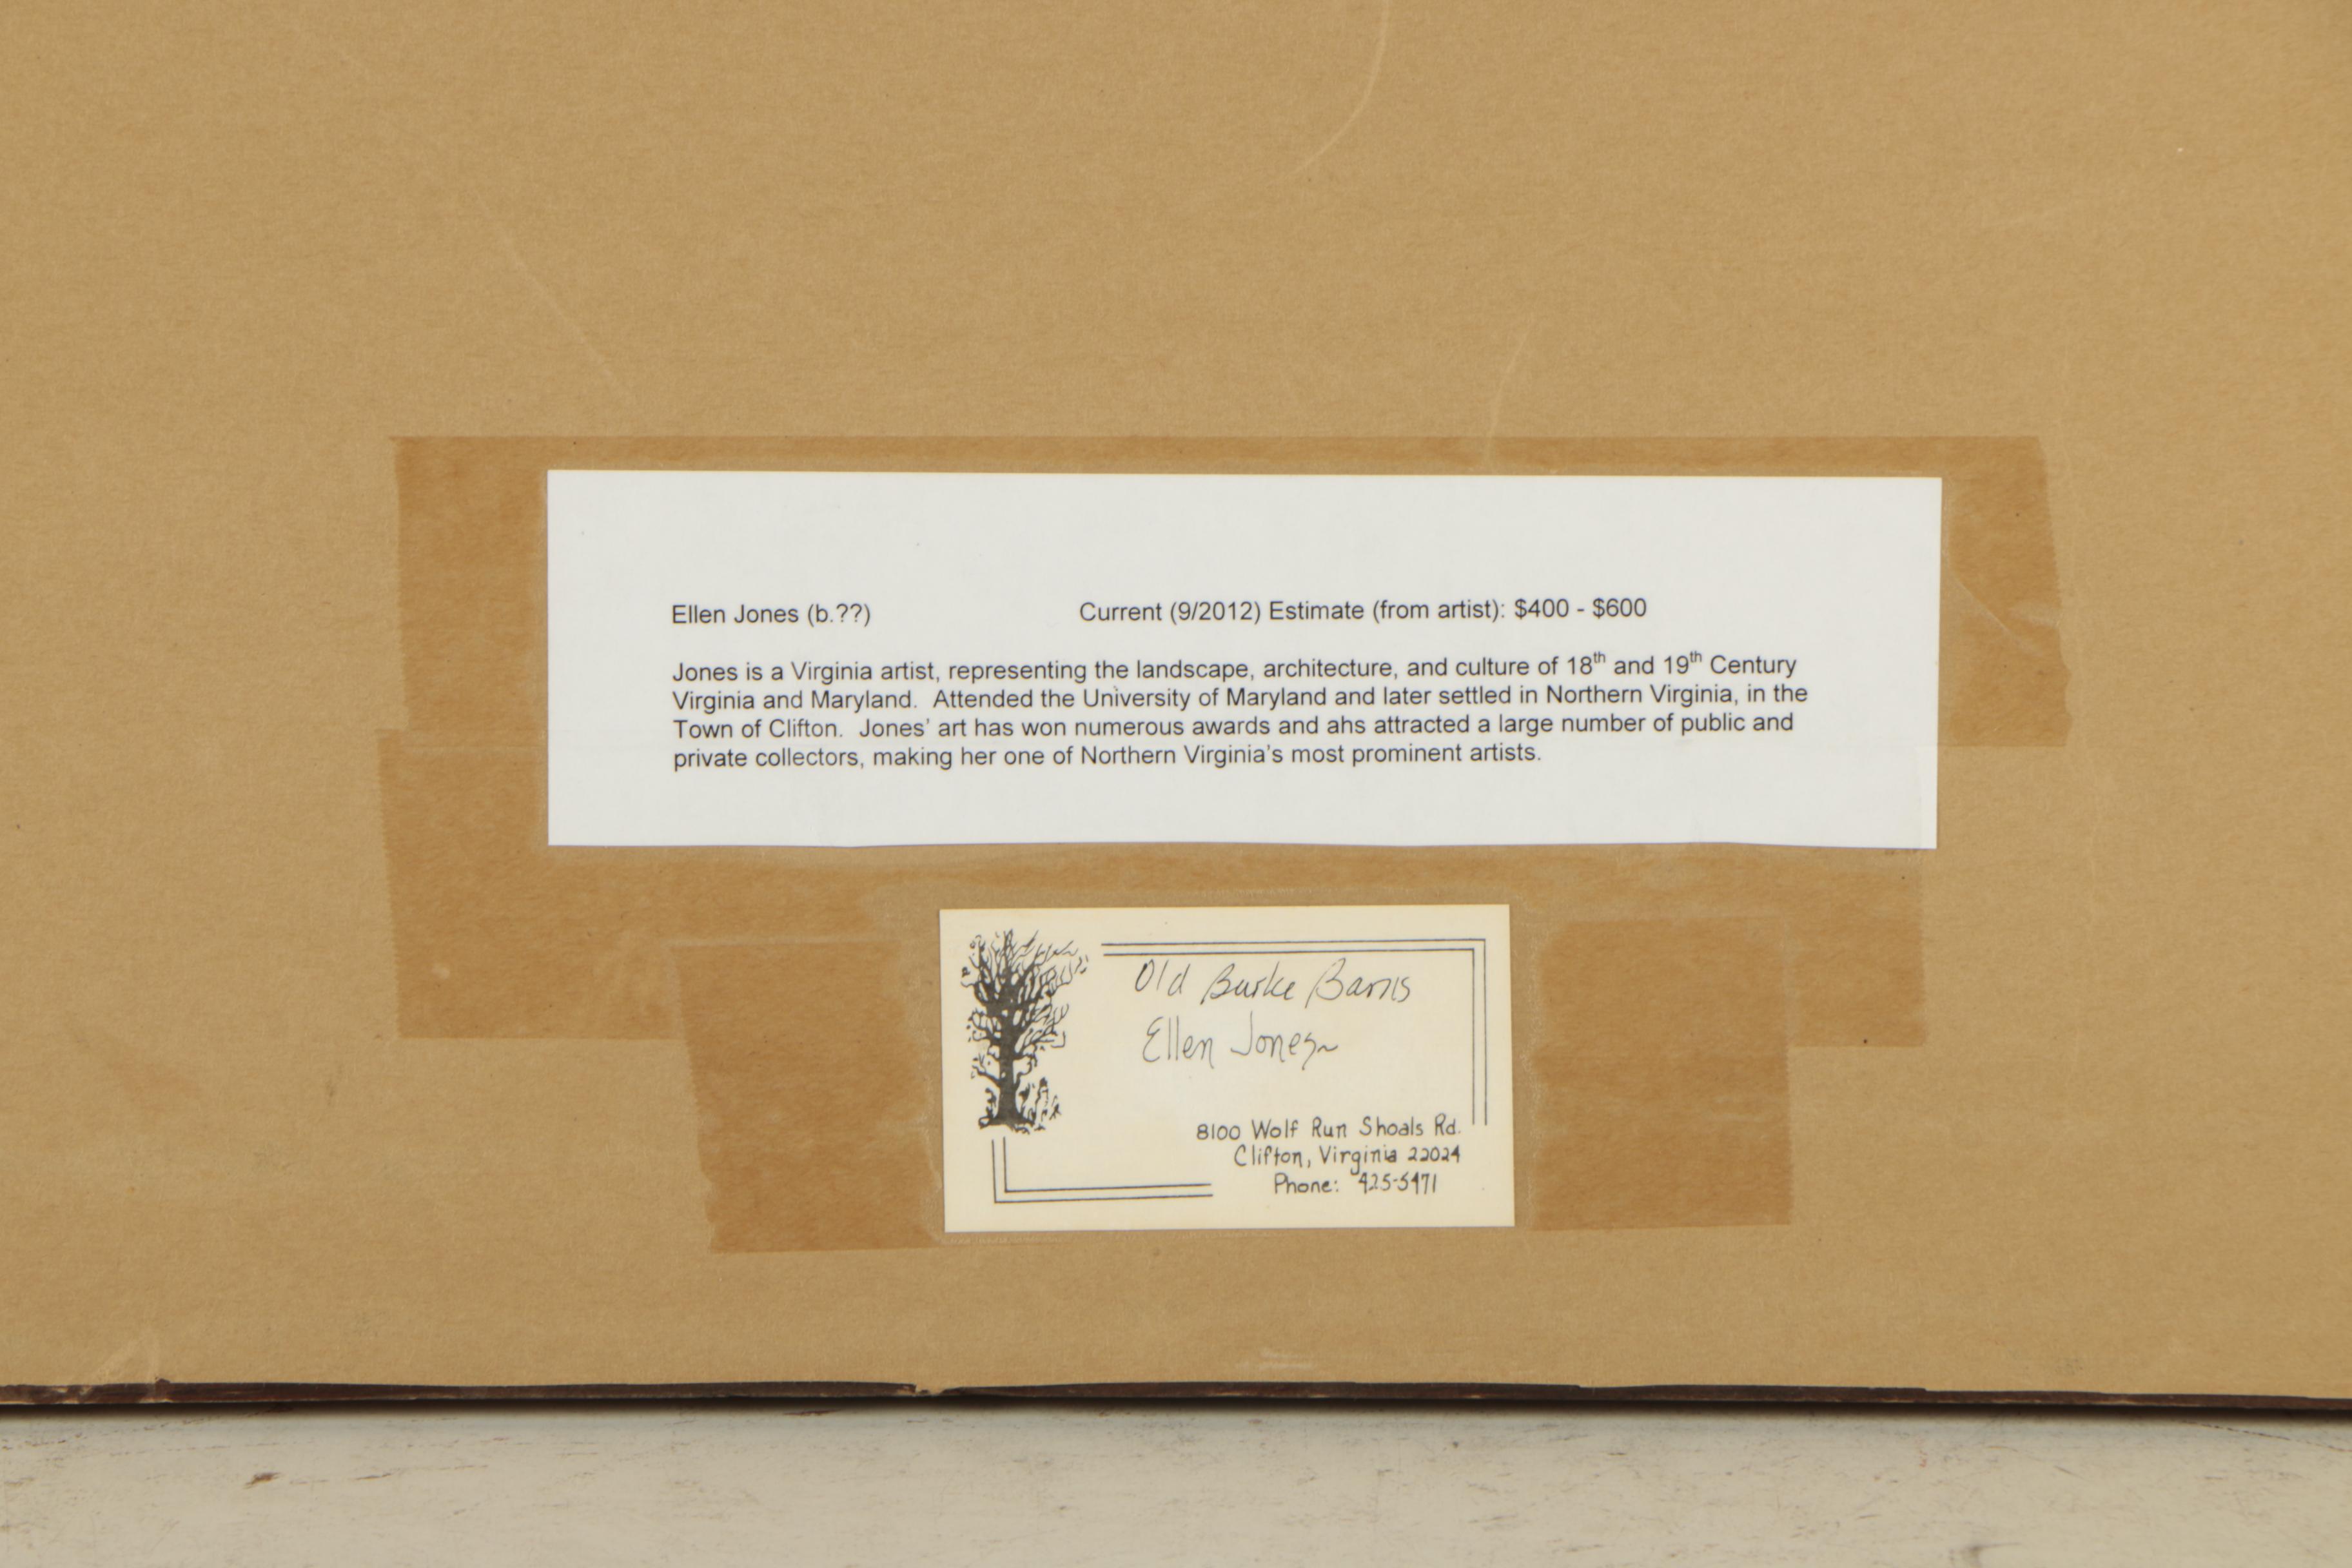 Ellen Jones (b.??) Current (9/2012) Estimate (from artist): $400 - $600
Jones is a Virginia artist, representing the landscape, architecture, and culture of 18th and 19th Century
Virginia and Maryland. Attended the University of Maryland and later settled in Northern Virginia, in the
Town of Clifton. Jones' art has won numerous awards and ahs attracted a large number of public and
private collectors, making her one of Northern Virginia's most prominent artists.
Old Burke Barns
Ellen Jones
8100 Wolf Run Shoals Rd.
Clifton, Virginia 22024
Phone: 425-5471